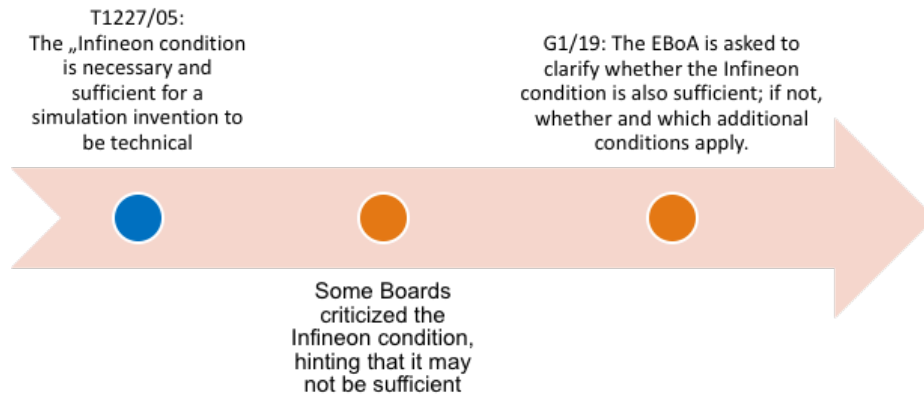 T1227/05:
The „Infineon condition
is necessary and
sufficient for a
simulation invention to
be technical
Some Boards
criticized the
Infineon condition,
hinting that it may
not be sufficient
G1/19: The EBoA is asked to
clarify whether the Infineon
condition is also sufficient; if not,
whether and which additional
conditions apply.